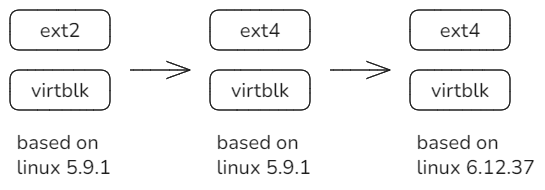 ext2
virtblk
based on
linux 5.9.1
ext4
virtblk
based on
linux 5.9.1
ext4
virtblk
based on
linux 6.12.37